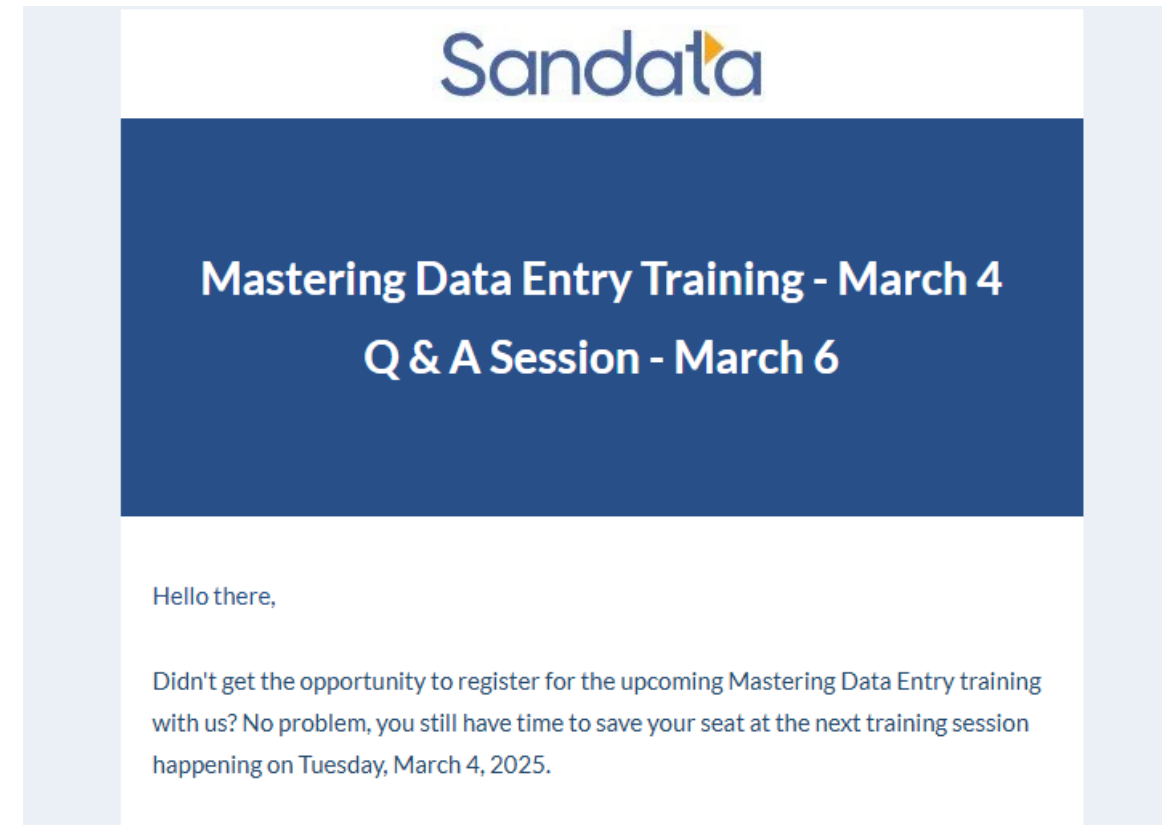 Sandata
Mastering Data Entry Training - March 4
Q & A Session - March 6
Hello there,
Didn't get the opportunity to register for the upcoming Mastering Data Entry training
with us? No problem, you still have time to save your seat at the next training session
happening on Tuesday, March 4, 2025.